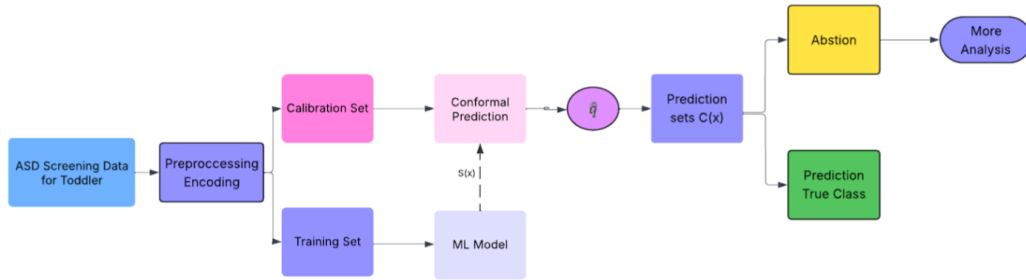 ASD Screening Data
for Toddler
Preproccessing
Encoding
Calibration Set
Training Set
Conformal
Prediction
S(x)
ML Model
q̂
Prediction
sets C(x)
Abstion
More
Analysis
Prediction
True Class